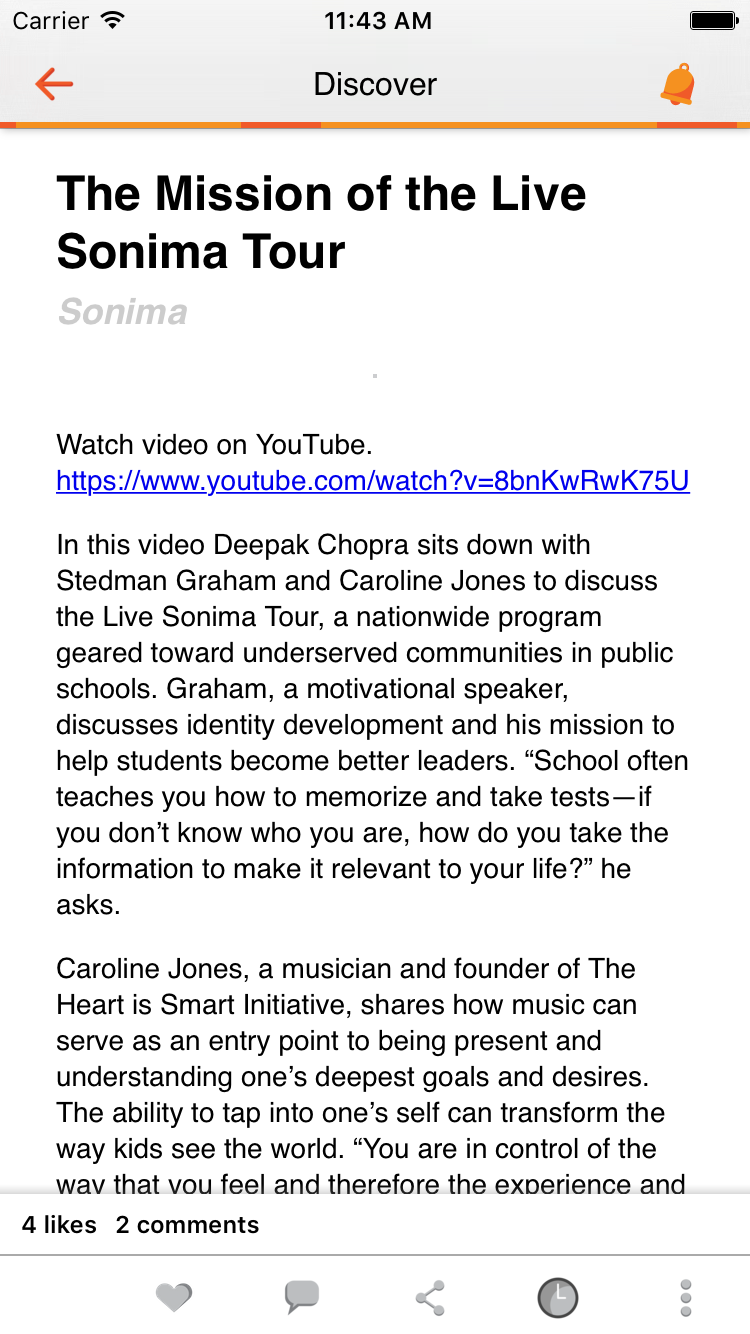 Carrier
11:43 AM
Discover
The Mission of the Live
Sonima Tour
Sonima
Watch video on YouTube.
https://www.youtube.com/watch?v=8bnKwRwK75U
In this video Deepak Chopra sits down with
Stedman Graham and Caroline Jones to discuss
the Live Sonima Tour, a nationwide program
geared toward underserved communities in public
schools. Graham, a motivational speaker,
discusses identity development and his mission to
help students become better leaders. “School often
teaches you how to memorize and take tests—if
you don’t know who you are, how do you take the
information to make it relevant to your life?” he
asks.
Caroline Jones, a musician and founder of The
Heart is Smart Initiative, shares how music can
serve as an entry point to being present and
understanding one’s deepest goals and desires.
The ability to tap into one’s self can transform the
way kids see the world. “You are in control of the
way that you feel and therefore the experience and
4 likes 2 comments